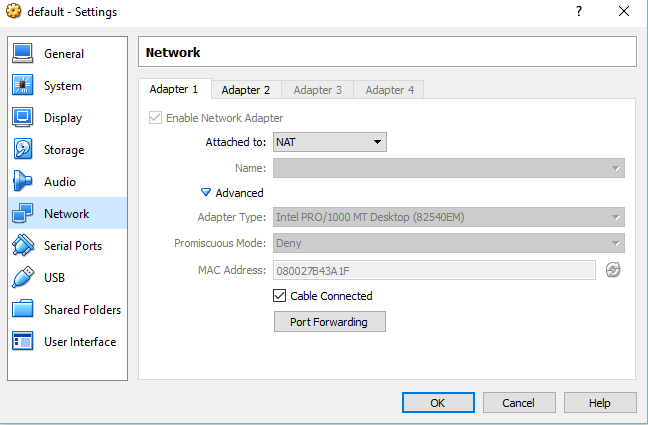 default - Settings
?
General
System
Display
Storage
Audio
Network
Serial Ports
USB
Shared Folders
User Interface
Network
Adapter 1 Adapter 2 Adapter 3 Adapter 4
Enable Network Adapter
Attached to: NAT
Name:
Advanced
Adapter Type: Intel PRO/1000 MT Desktop (82540EM)
Promiscuous Mode: Deny
MAC Address: 080027B43A1F
Cable Connected
Port Forwarding
OK Cancel Help